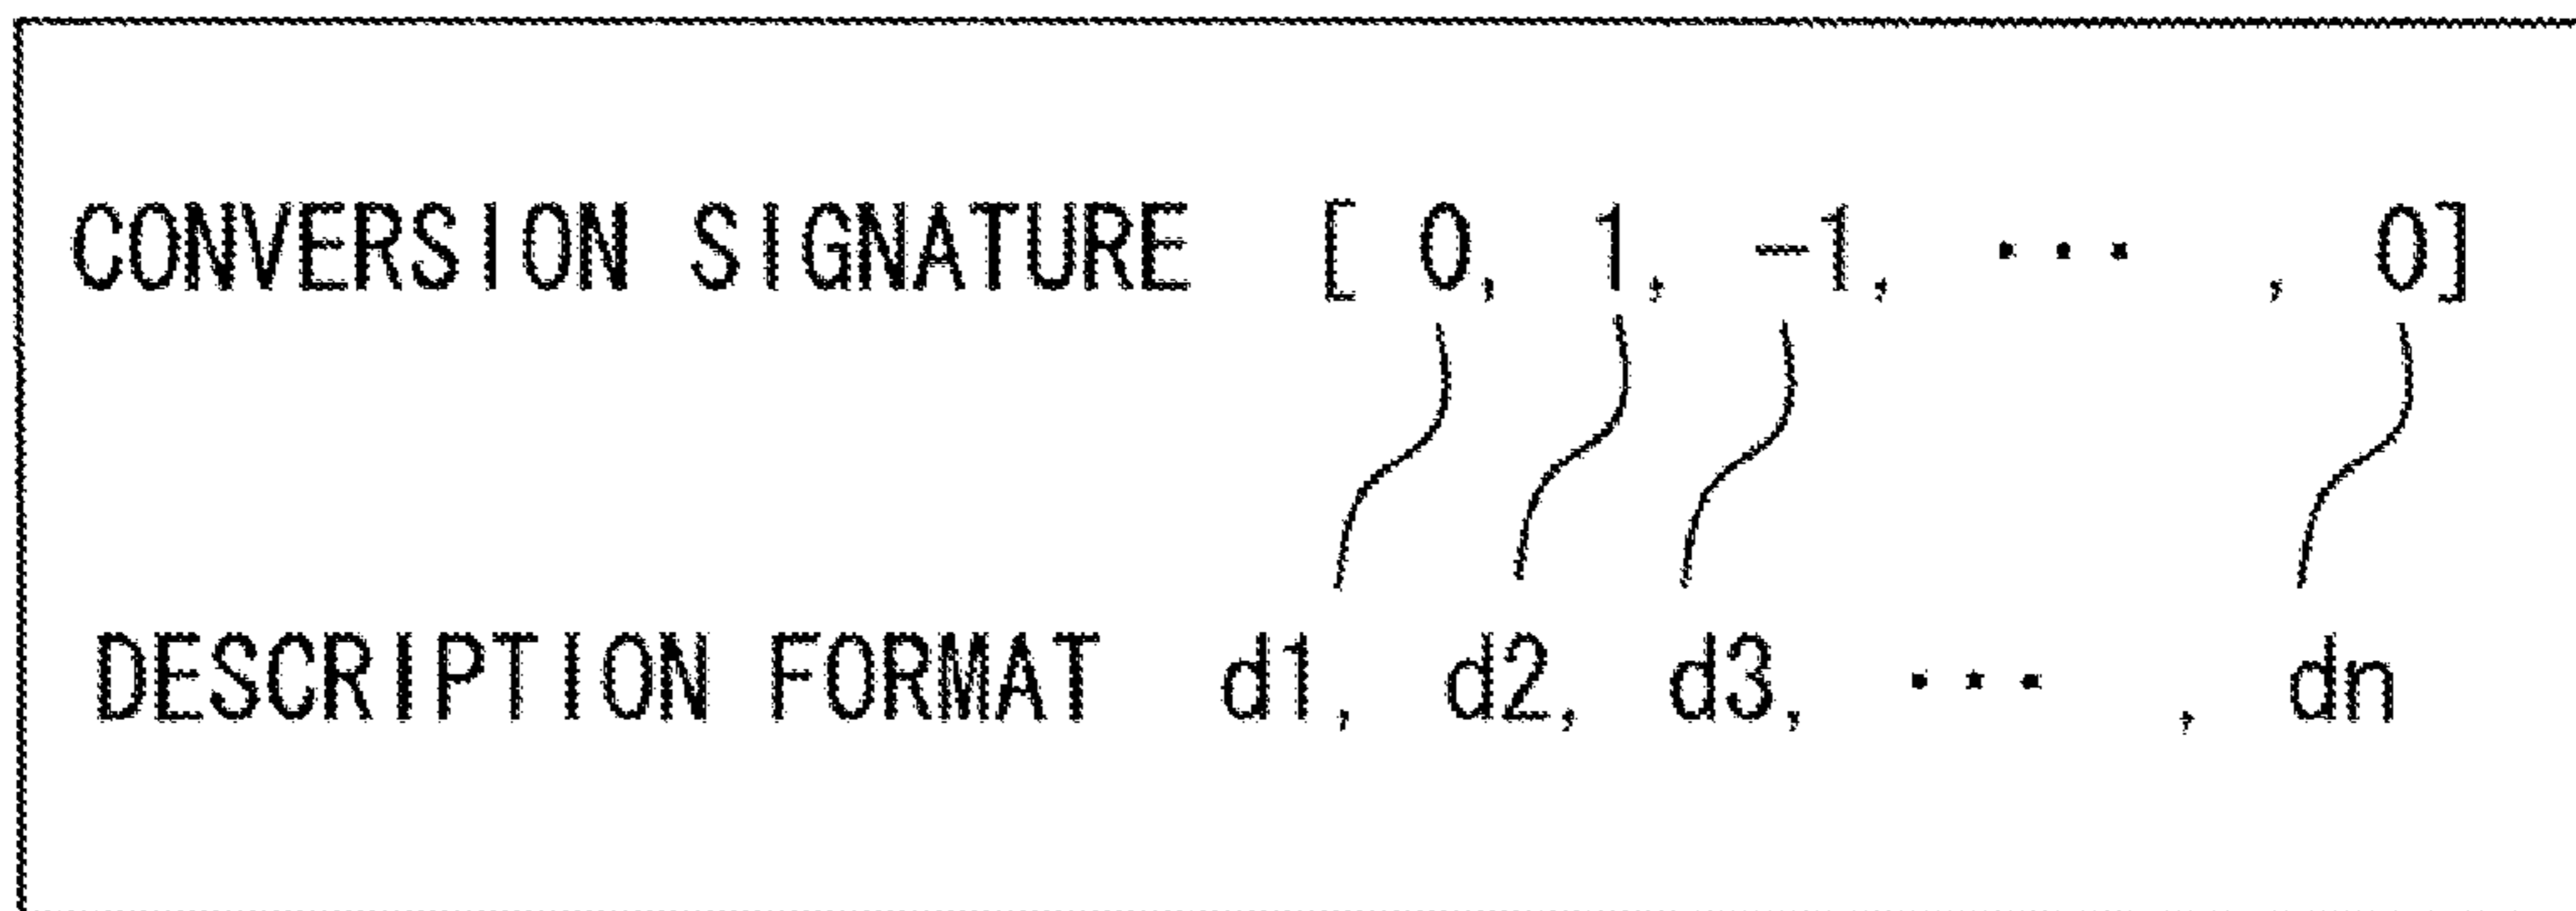 CONVERSION SIGNATURE [ 0, 1, -1, ··· , 0]
DESCRIPTION FORMAT d1, d2, d3, ··· , dn